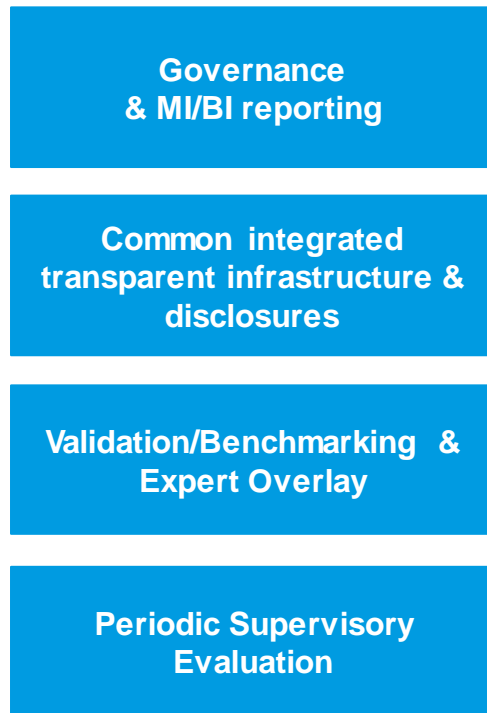 Governance
& MI/BI reporting
Common integrated
transparent infrastructure &
disclosures
Validation/Benchmarking &
Expert Overlay
Periodic Supervisory
Evaluation